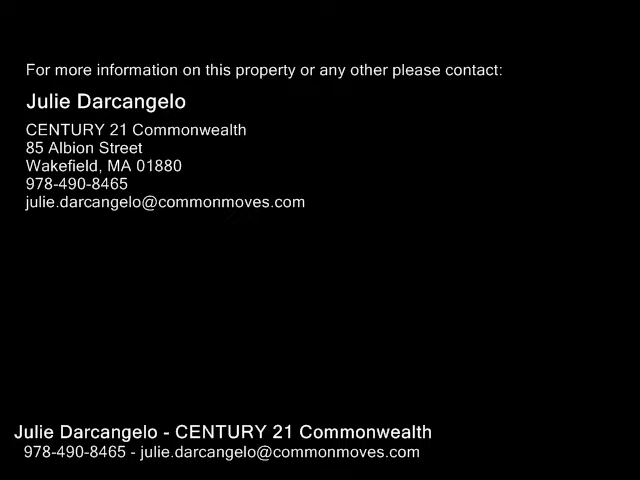 For more information on this property or any other please contact:
Julie Darcangelo
CENTURY 21 Commonwealth
85 Albion Street
Wakefield, MA 01880
978-490-8465
julie.darcangelo@commonmoves.com
Julie Darcangelo - CENTURY 21 Commonwealth
978-490-8465 - julie.darcangelo@commonmoves.com